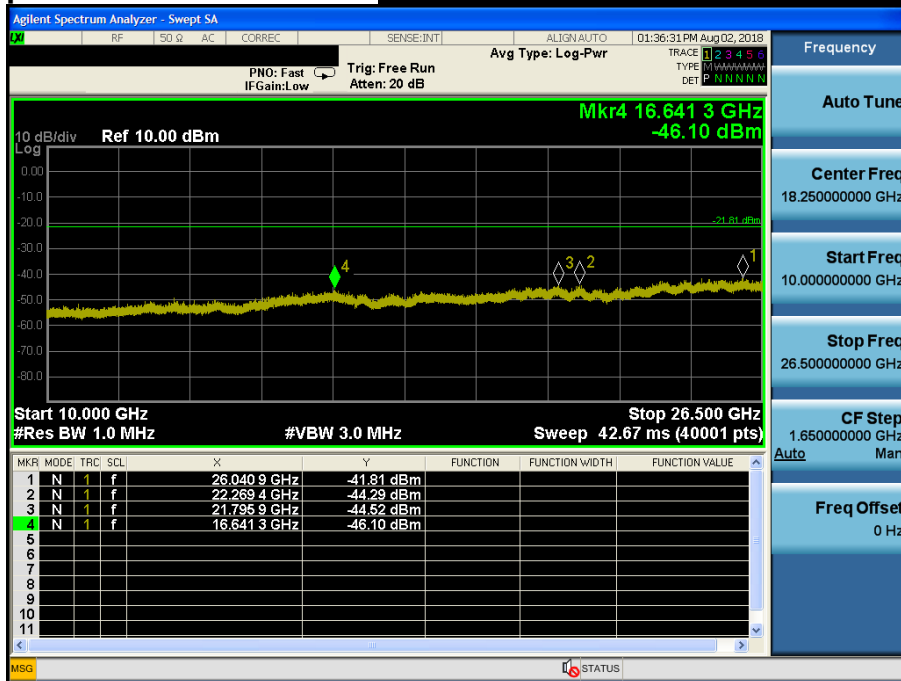 Agilent Spectrum Analyzer - Swept SA
LXI RF 50 Ω AC CORREC SENSE:INT ALIGN AUTO 01:36:31 PM Aug 02, 2018
Avg Type: Log-Pwr TRACE 1 2 3 4 5 6
PNO: Fast Trig: Free Run TYPE M W W W W W
IFGain:Low Atten: 20 dB DET P N N N N N
Mkr4 16.641 3 GHz
-46.10 dBm
10 dB/div Ref 10.00 dBm
Log
0.00
-10.0
-20.0
-21.81 dBm
-30.0
-40.0
-50.0
-60.0
-70.0
-80.0
4 3 2 1
Start 10.000 GHz Stop 26.500 GHz
#Res BW 1.0 MHz #VBW 3.0 MHz Sweep 42.67 ms (40001 pts)
MKR MODE TRC SCL X Y FUNCTION FUNCTION WIDTH FUNCTION VALUE
1 N 1 f 26.040 9 GHz -41.81 dBm
2 N 1 f 22.269 4 GHz -44.29 dBm
3 N 1 f 21.795 9 GHz -44.52 dBm
4 N 1 f 16.641 3 GHz -46.10 dBm
5
6
7
8
9
10
11
MSG STATUS
Frequency
Auto Tune
Center Freq
18.250000000 GHz
Start Freq
10.000000000 GHz
Stop Freq
26.500000000 GHz
CF Step
1.650000000 GHz
Auto Man
Freq Offset
0 Hz